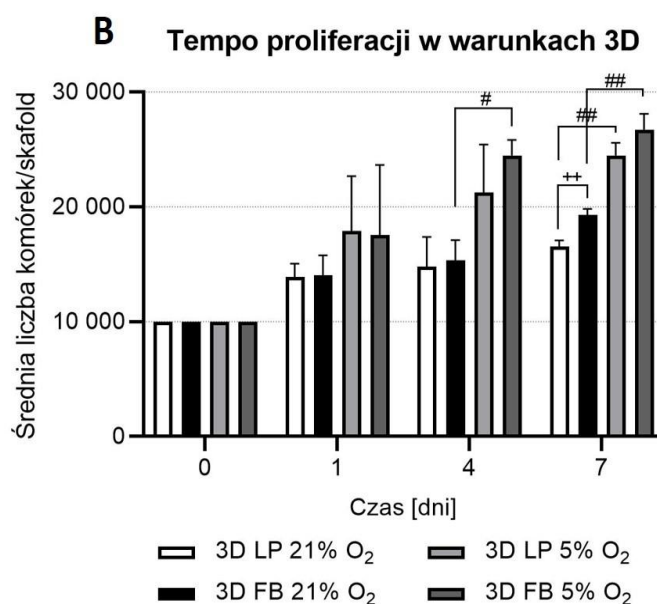 B Tempo proliferacji w warunkach 3D
Średnia liczba komórek/skafold
30 000
20 000
10 000
0
#
##
##
++
0 1 4 7
Czas [dni]
3D LP 21% O₂ 3D LP 5% O₂
3D FB 21% O₂ 3D FB 5% O₂